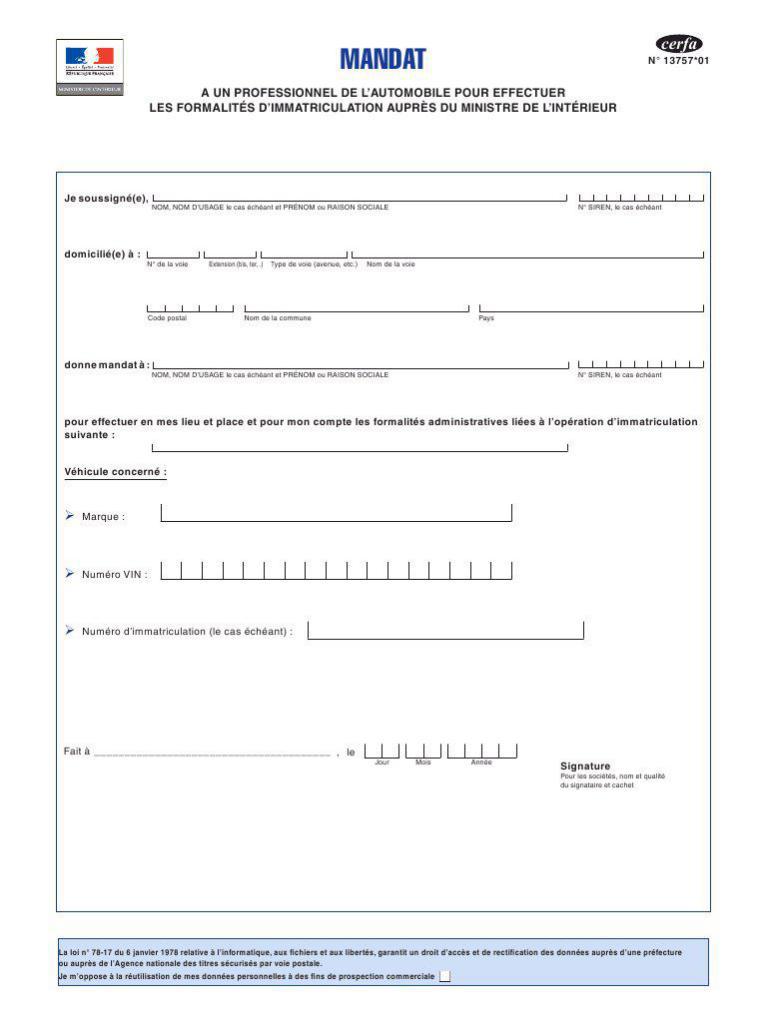 cerfa
MANDAT
N° 13757*01
Liberté • Égalité • Fraternité
RÉPUBLIQUE FRANÇAISE
MINISTÈRE DE L'INTÉRIEUR
A UN PROFESSIONNEL DE L'AUTOMOBILE POUR EFFECTUER
LES FORMALITÉS D'IMMATRICULATION AUPRÈS DU MINISTRE DE L'INTÉRIEUR
Je soussigné(e),
NOM, NOM D'USAGE le cas échéant et PRÉNOM ou RAISON SOCIALE N° SIREN, le cas échéant
domicilié(e) à :
N° de la voie Extension (bis, ter, ..) Type de voie (avenue, etc.) Nom de la voie
Code postal Nom de la commune Pays
donne mandat à :
NOM, NOM D'USAGE le cas échéant et PRÉNOM ou RAISON SOCIALE N° SIREN, le cas échéant
pour effectuer en mes lieu et place et pour mon compte les formalités administratives liées à l'opération d'immatriculation
suivante :
Véhicule concerné :
Marque :
Numéro VIN :
Numéro d'immatriculation (le cas échéant) :
Fait à , le
Jour Mois Année
Signature
Pour les sociétés, nom et qualité
du signataire et cachet
La loi n° 78-17 du 6 janvier 1978 relative à l'informatique, aux fichiers et aux libertés, garantit un droit d'accès et de rectification des données auprès d'une préfecture
ou auprès de l'Agence nationale des titres sécurisés par voie postale.
Je m'oppose à la réutilisation de mes données personnelles à des fins de prospection commerciale